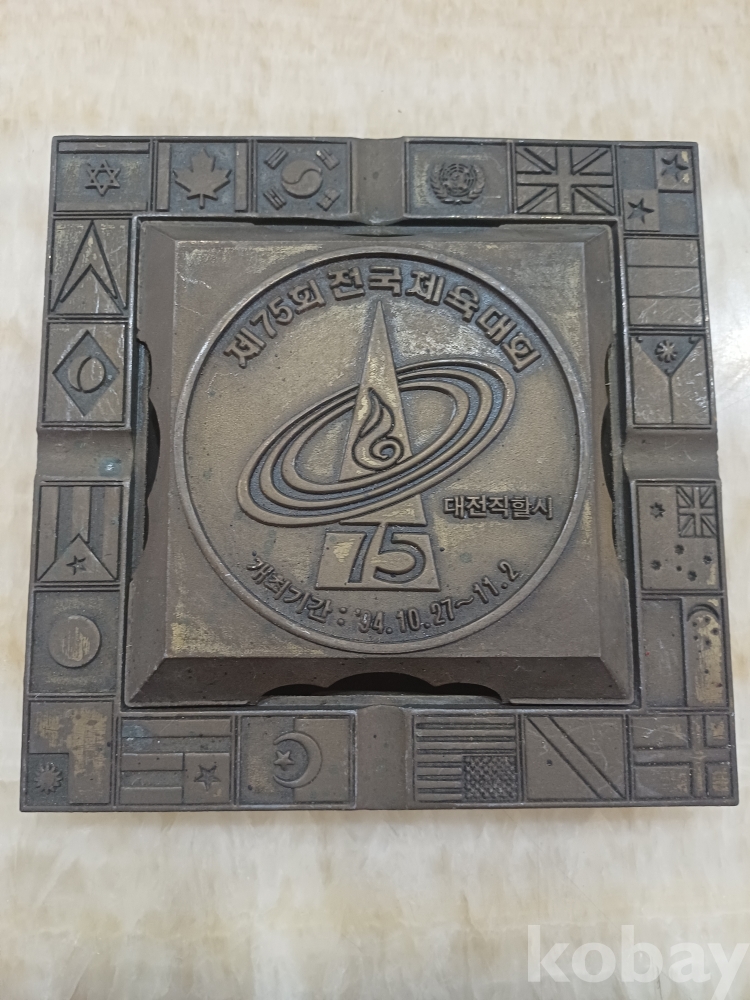 제75회 전국체육대회
대전직할시
75
개최기간 : '94. 10. 27~11. 2
kobay